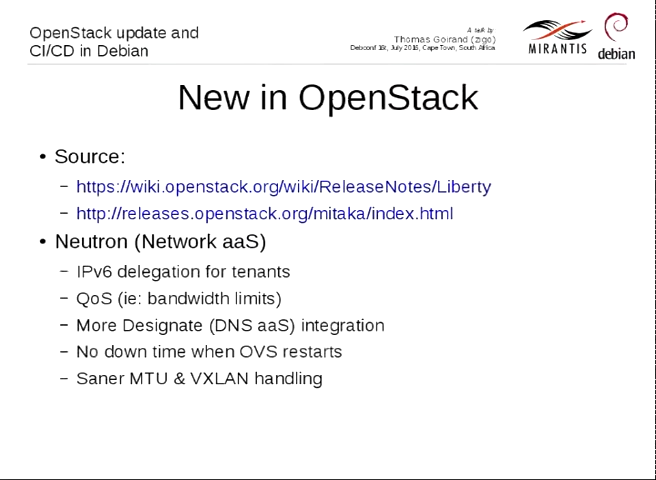 OpenStack update and
CI/CD in Debian
A talk by
Thomas Goirand (zigo)
Debconf 16t, July 2016, Cape Town, South Africa
MIRANTIS
debian
New in OpenStack
• Source:
– https://wiki.openstack.org/wiki/ReleaseNotes/Liberty
– http://releases.openstack.org/mitaka/index.html
• Neutron (Network aaS)
– IPv6 delegation for tenants
– QoS (ie: bandwidth limits)
– More Designate (DNS aaS) integration
– No down time when OVS restarts
– Saner MTU & VXLAN handling